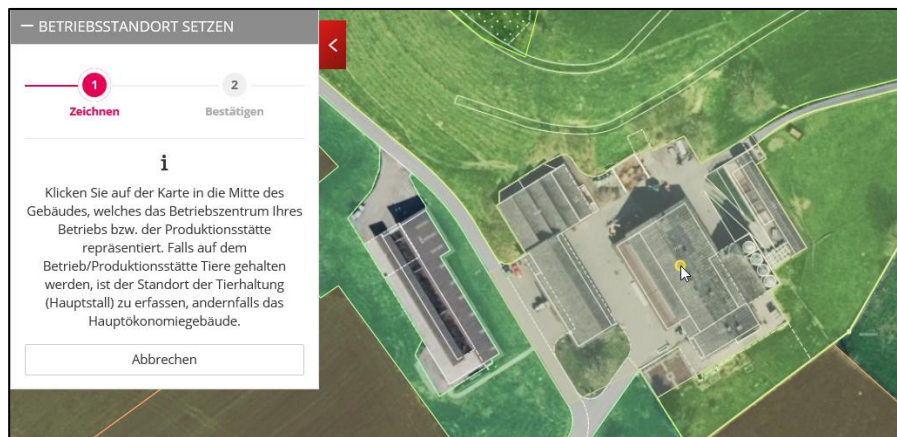 — BETRIEBSSTANDORT SETZEN
1
2
Zeichnen
Bestätigen
i
Klicken Sie auf der Karte in die Mitte des
Gebäudes, welches das Betriebszentrum Ihres
Betriebs bzw. der Produktionsstätte
repräsentiert. Falls auf dem
Betrieb/Produktionsstätte Tiere gehalten
werden, ist der Standort der Tierhaltung
(Hauptstall) zu erfassen, andernfalls das
Hauptökonomiegebäude.
Abbrechen